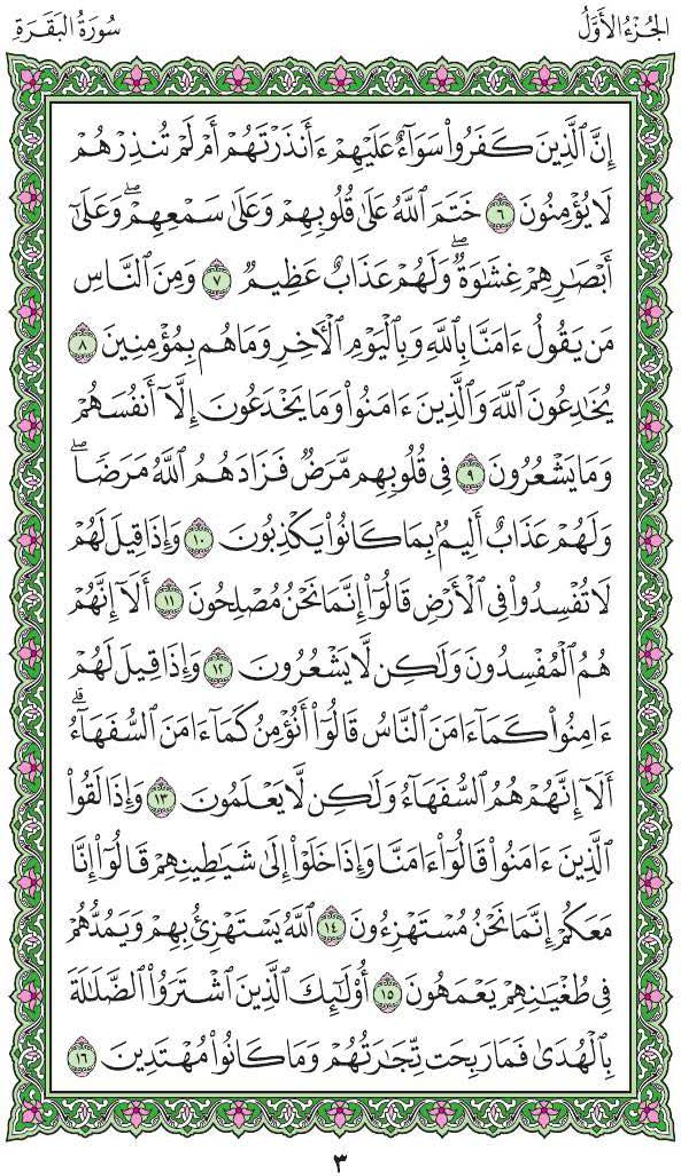 الجُزْءُ الأَوَّلُ
سُورَةُ البَقَرَةِ
إِنَّ ٱلَّذِينَ كَفَرُوا۟ سَوَآءٌ عَلَيْهِمْ ءَأَنذَرْتَهُمْ أَمْ لَمْ تُنذِرْهُمْ
لَا يُؤْمِنُونَ ٦ خَتَمَ ٱللَّهُ عَلَىٰ قُلُوبِهِمْ وَعَلَىٰ سَمْعِهِمْ ۖ وَعَلَىٰٓ
أَبْصَٰرِهِمْ غِشَٰوَةٌ ۖ وَلَهُمْ عَذَابٌ عَظِيمٌ ٧ وَمِنَ ٱلنَّاسِ
مَن يَقُولُ ءَامَنَّا بِٱللَّهِ وَبِٱلْيَوْمِ ٱلْءَاخِرِ وَمَا هُم بِمُؤْمِنِينَ ٨
يُخَٰدِعُونَ ٱللَّهَ وَٱلَّذِينَ ءَامَنُوا۟ وَمَا يَخْدَعُونَ إِلَّآ أَنفُسَهُمْ
وَمَا يَشْعُرُونَ ٩ فِى قُلُوبِهِم مَّرَضٌ فَزَادَهُمُ ٱللَّهُ مَرَضًا ۖ
وَلَهُمْ عَذَابٌ أَلِيمٌۢ بِمَا كَانُوا۟ يَكْذِبُونَ ١٠ وَإِذَا قِيلَ لَهُمْ
لَا تُفْسِدُوا۟ فِى ٱلْأَرْضِ قَالُوٓا۟ إِنَّمَا نَحْنُ مُصْلِحُونَ ١١ أَلَآ إِنَّهُمْ
هُمُ ٱلْمُفْسِدُونَ وَلَٰكِن لَّا يَشْعُرُونَ ١٢ وَإِذَا قِيلَ لَهُمْ
ءَامِنُوا۟ كَمَآ ءَامَنَ ٱلنَّاسُ قَالُوٓا۟ أَنُؤْمِنُ كَمَآ ءَامَنَ ٱلسُّفَهَآءُ ۗ
أَلَآ إِنَّهُمْ هُمُ ٱلسُّفَهَآءُ وَلَٰكِن لَّا يَعْلَمُونَ ١٣ وَإِذَا لَقُوا۟
ٱلَّذِينَ ءَامَنُوا۟ قَالُوٓا۟ ءَامَنَّا وَإِذَا خَلَوْا۟ إِلَىٰ شَيَٰطِينِهِمْ قَالُوٓا۟ إِنَّا
مَعَكُمْ إِنَّمَا نَحْنُ مُسْتَهْزِءُونَ ١٤ ٱللَّهُ يَسْتَهْزِئُ بِهِمْ وَيَمُدُّهُمْ
فِى طُغْيَٰنِهِمْ يَعْمَهُونَ ١٥ أُو۟لَٰٓئِكَ ٱلَّذِينَ ٱشْتَرَوُا۟ ٱلضَّلَٰلَةَ
بِٱلْهُدَىٰ فَمَا رَبِحَت تِّجَٰرَتُهُمْ وَمَا كَانُوا۟ مُهْتَدِينَ ١٦
٣